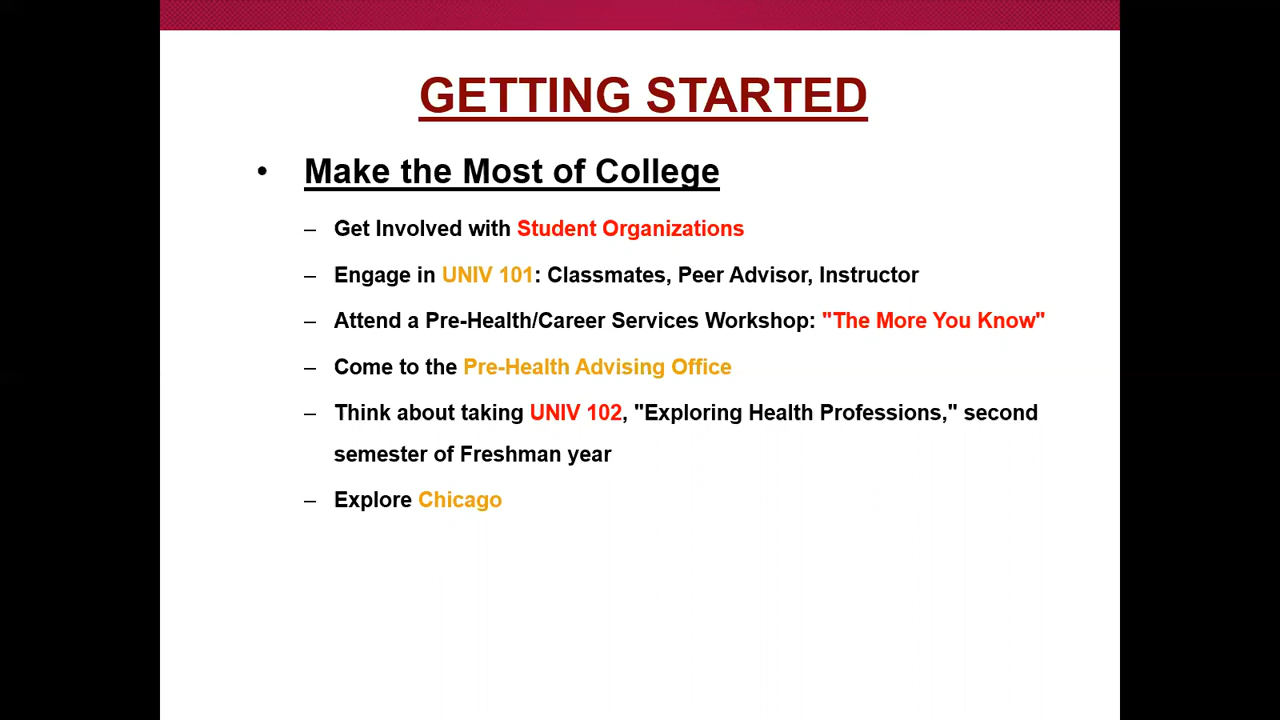 GETTING STARTED
• Make the Most of College
– Get Involved with Student Organizations
– Engage in UNIV 101: Classmates, Peer Advisor, Instructor
– Attend a Pre-Health/Career Services Workshop: "The More You Know"
– Come to the Pre-Health Advising Office
– Think about taking UNIV 102, "Exploring Health Professions," second
semester of Freshman year
– Explore Chicago